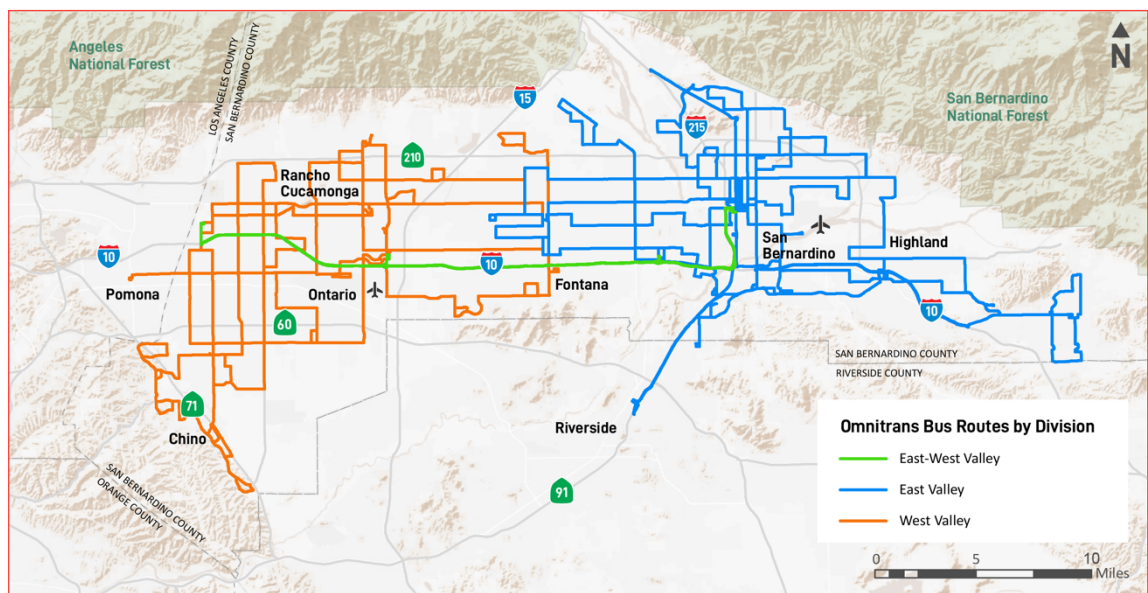 Angeles
National Forest
LOS ANGELES COUNTY
SAN BERNARDINO COUNTY
15
N
San Bernardino
National Forest
215
210
Rancho
Cucamonga
San
Bernardino
Highland
10
10
Pomona
Ontario
Fontana
10
60
SAN BERNARDINO COUNTY
RIVERSIDE COUNTY
71
Chino
Riverside
SAN BERNARDINO COUNTY
ORANGE COUNTY
91
Omnitrans Bus Routes by Division
East-West Valley
East Valley
West Valley
0 5 10
Miles